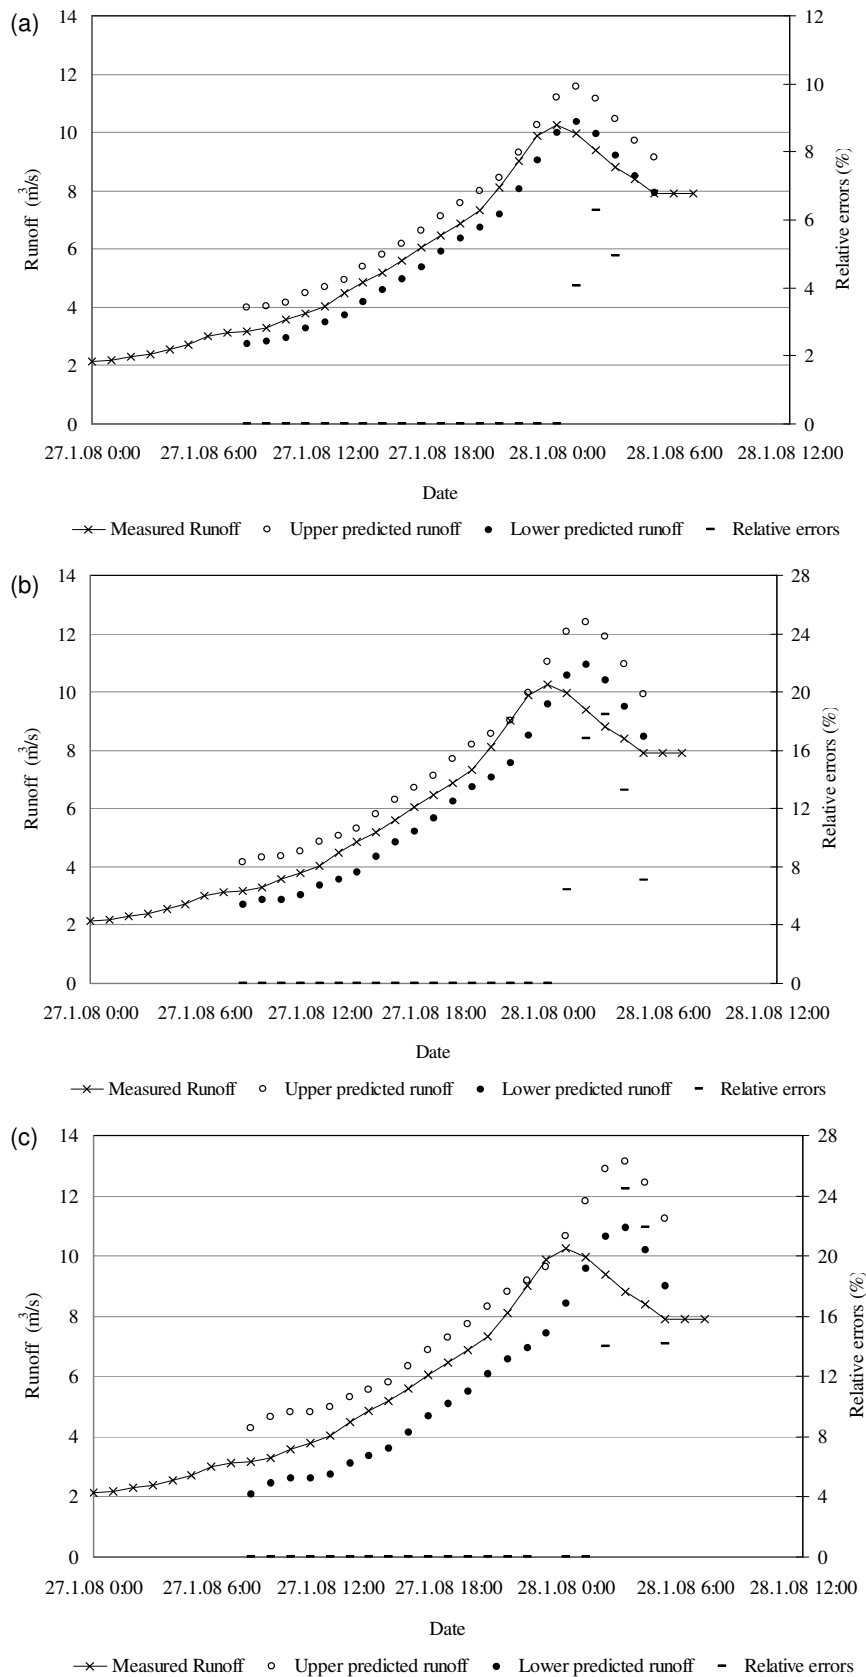 (a)
14 12 10 8 6 4 2 0
Runoff (m³/s)
12 10 8 6 4 2 0
Relative errors (%)
27.1.08 0:00 27.1.08 6:00 27.1.08 12:00 27.1.08 18:00 28.1.08 0:00 28.1.08 6:00 28.1.08 12:00
Date
Measured Runoff Upper predicted runoff Lower predicted runoff Relative errors
(b)
14 12 10 8 6 4 2 0
Runoff (m³/s)
28 24 20 16 12 8 4 0
Relative errors (%)
27.1.08 0:00 27.1.08 6:00 27.1.08 12:00 27.1.08 18:00 28.1.08 0:00 28.1.08 6:00 28.1.08 12:00
Date
Measured Runoff Upper predicted runoff Lower predicted runoff Relative errors
(c)
14 12 10 8 6 4 2 0
Runoff (m³/s)
28 24 20 16 12 8 4 0
Relative errors (%)
27.1.08 0:00 27.1.08 6:00 27.1.08 12:00 27.1.08 18:00 28.1.08 0:00 28.1.08 6:00 28.1.08 12:00
Date
Measured Runoff Upper predicted runoff Lower predicted runoff Relative errors